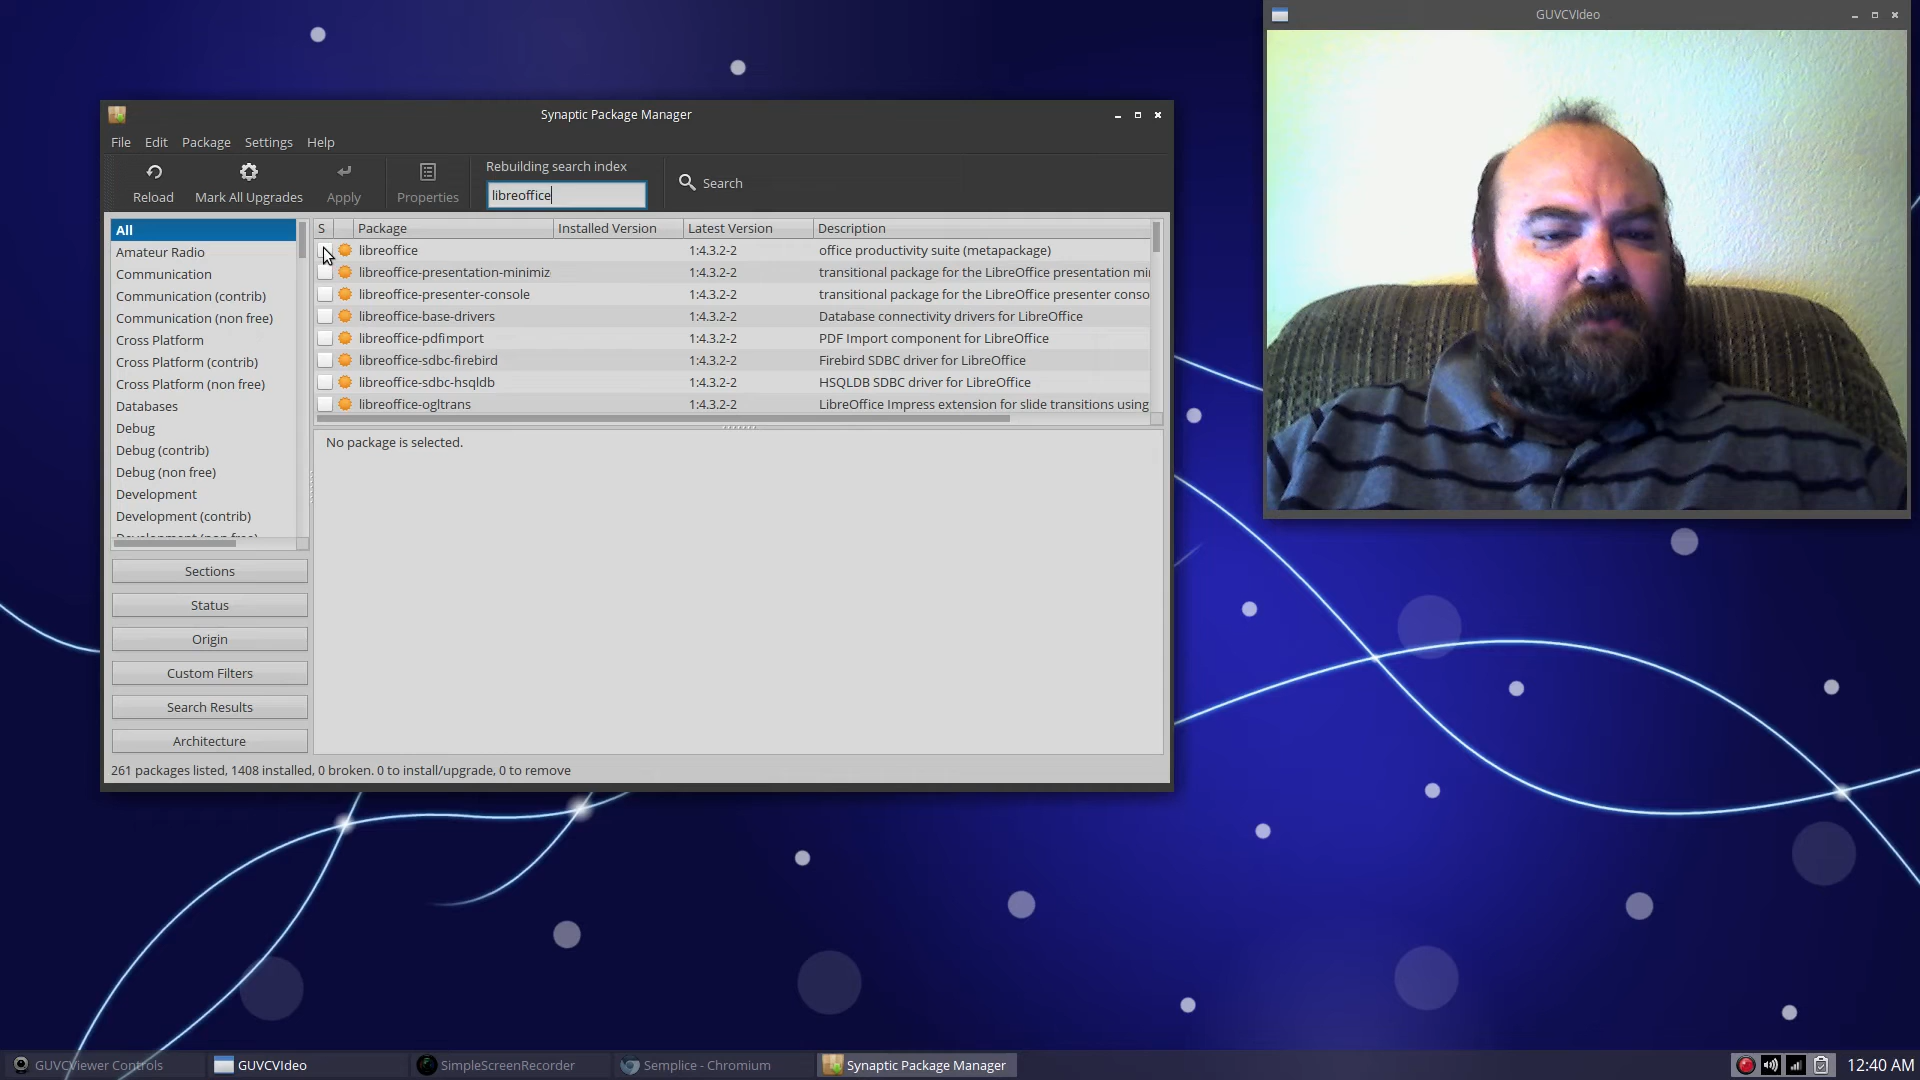 GUVCVIdeo
Synaptic Package Manager
File Edit Package Settings Help
Rebuilding search index
Reload Mark All Upgrades Apply Properties libreoffice Search
All
Amateur Radio
Communication
Communication (contrib)
Communication (non free)
Cross Platform
Cross Platform (contrib)
Cross Platform (non free)
Databases
Debug
Debug (contrib)
Debug (non free)
Development
Development (contrib)
Development (non free)
Sections
Status
Origin
Custom Filters
Search Results
Architecture
S Package Installed Version Latest Version Description
libreoffice 1:4.3.2-2 office productivity suite (metapackage)
libreoffice-presentation-minimiz 1:4.3.2-2 transitional package for the LibreOffice presentation mi
libreoffice-presenter-console 1:4.3.2-2 transitional package for the LibreOffice presenter conso
libreoffice-base-drivers 1:4.3.2-2 Database connectivity drivers for LibreOffice
libreoffice-pdfimport 1:4.3.2-2 PDF Import component for LibreOffice
libreoffice-sdbc-firebird 1:4.3.2-2 Firebird SDBC driver for LibreOffice
libreoffice-sdbc-hsqldb 1:4.3.2-2 HSQLDB SDBC driver for LibreOffice
libreoffice-ogltrans 1:4.3.2-2 LibreOffice Impress extension for slide transitions using
No package is selected.
261 packages listed, 1408 installed, 0 broken. 0 to install/upgrade, 0 to remove
GUVCViewer Controls GUVCVIdeo SimpleScreenRecorder Semplice - Chromium Synaptic Package Manager 12:40 AM